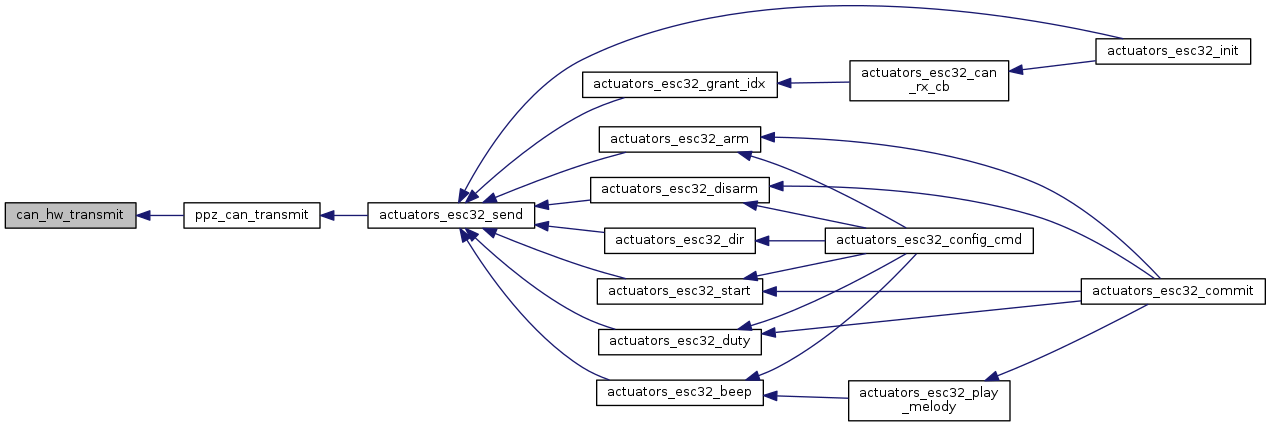 can_hw_transmit
ppz_can_transmit
actuators_esc32_send
actuators_esc32_init
actuators_esc32_grant_idx
actuators_esc32_can
_rx_cb
actuators_esc32_arm
actuators_esc32_disarm
actuators_esc32_dir
actuators_esc32_config_cmd
actuators_esc32_start
actuators_esc32_commit
actuators_esc32_duty
actuators_esc32_beep
actuators_esc32_play
_melody